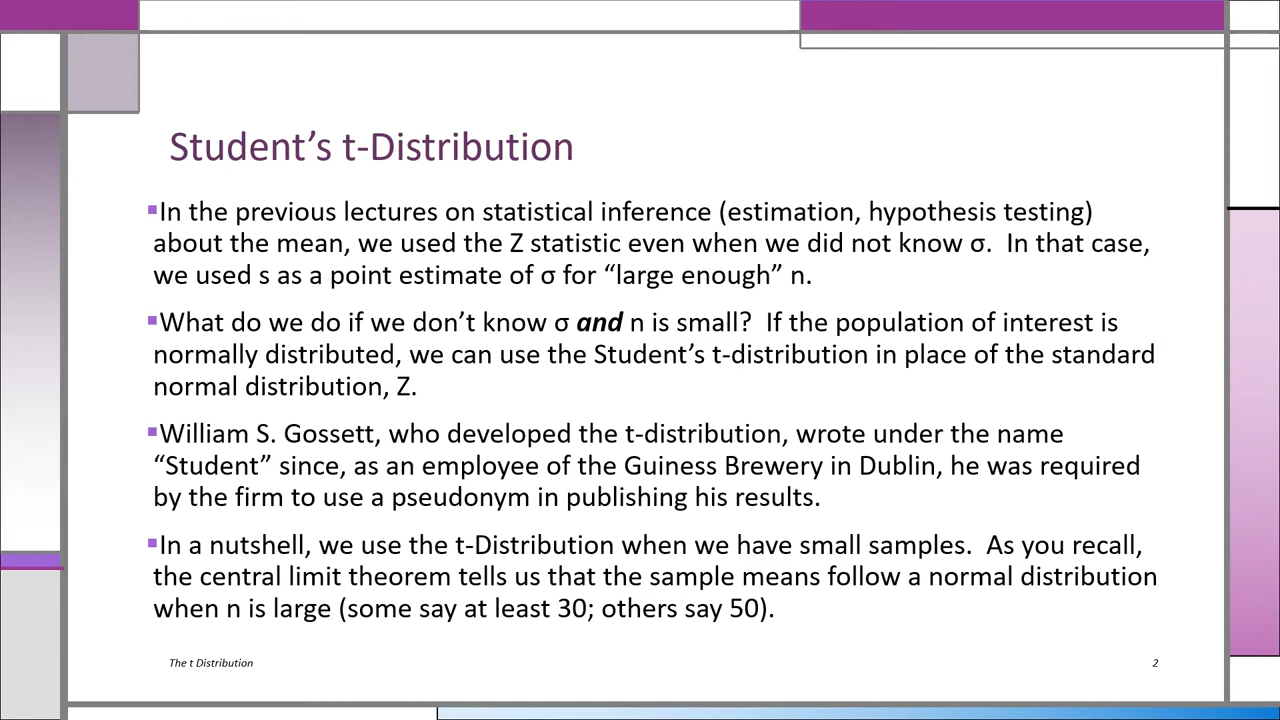 Student’s t-Distribution
▪In the previous lectures on statistical inference (estimation, hypothesis testing)
about the mean, we used the Z statistic even when we did not know σ.  In that case,
we used s as a point estimate of σ for “large enough” n.
▪What do we do if we don’t know σ and n is small?  If the population of interest is
normally distributed, we can use the Student’s t-distribution in place of the standard
normal distribution, Z.
▪William S. Gossett, who developed the t-distribution, wrote under the name
“Student” since, as an employee of the Guiness Brewery in Dublin, he was required
by the firm to use a pseudonym in publishing his results.
▪In a nutshell, we use the t-Distribution when we have small samples.  As you recall,
the central limit theorem tells us that the sample means follow a normal distribution
when n is large (some say at least 30; others say 50).
The t Distribution
2